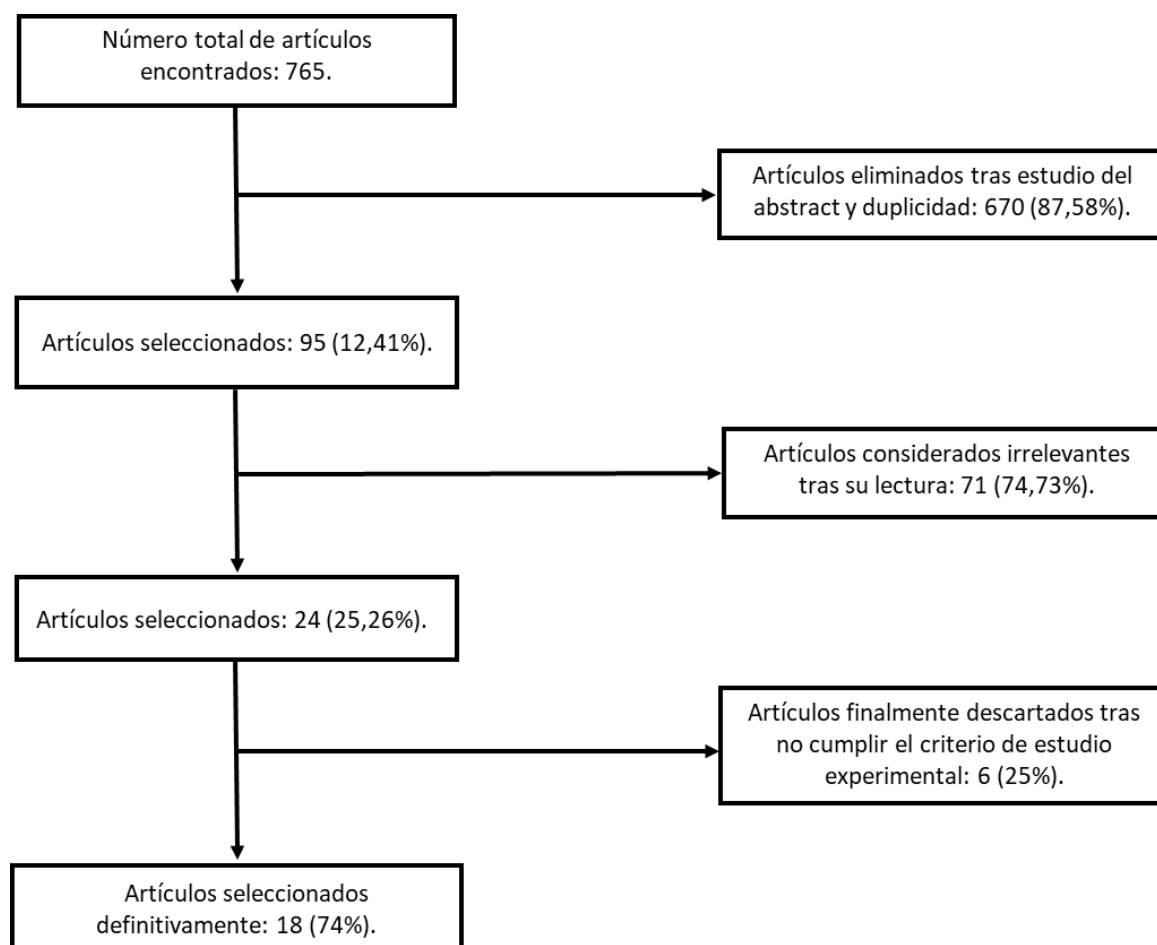 Número total de artículos
encontrados: 765.
Artículos eliminados tras estudio del
abstract y duplicidad: 670 (87,58%).
Artículos seleccionados: 95 (12,41%).
Artículos considerados irrelevantes
tras su lectura: 71 (74,73%).
Artículos seleccionados: 24 (25,26%).
Artículos finalmente descartados tras
no cumplir el criterio de estudio
experimental: 6 (25%).
Artículos seleccionados
definitivamente: 18 (74%).